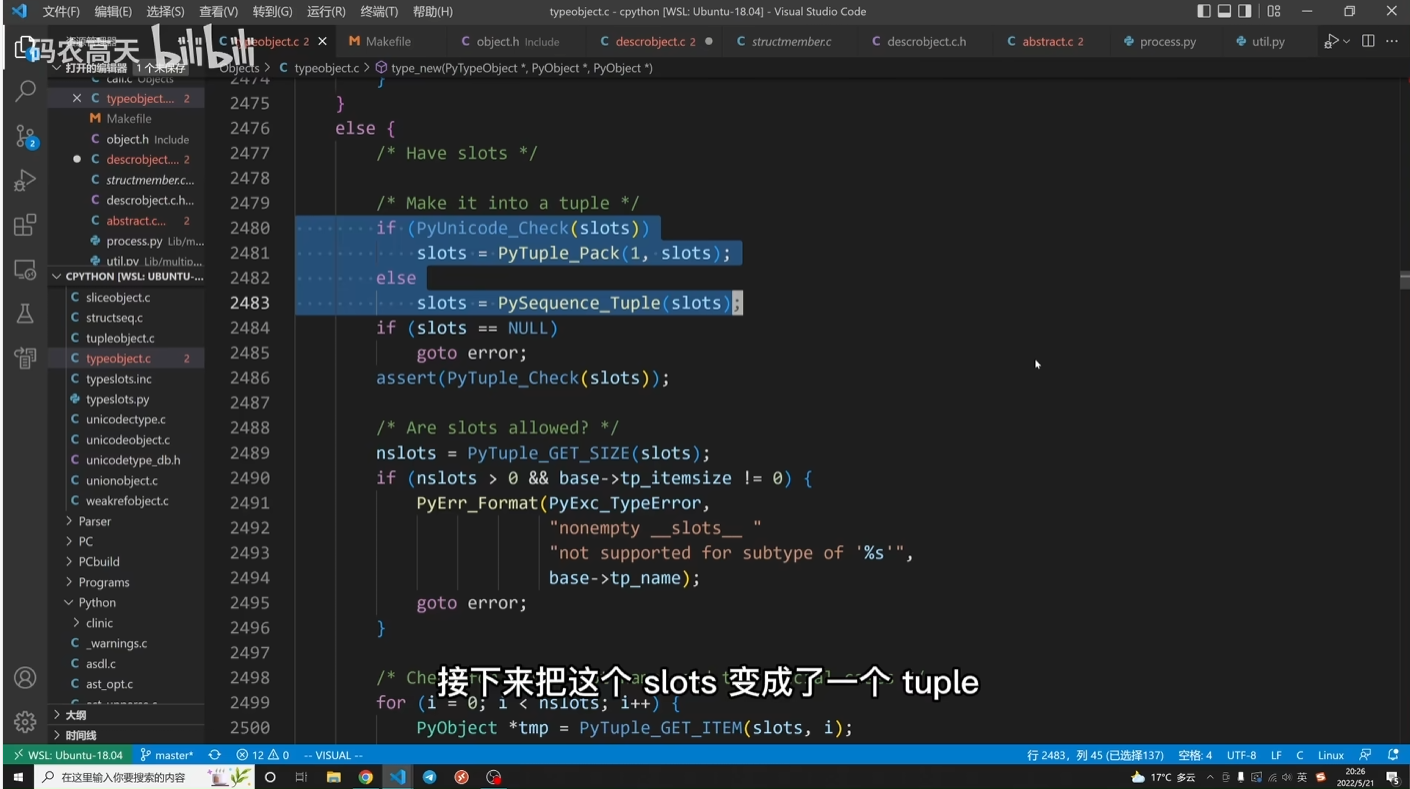 文件(F) 编辑(E) 选择(S) 查看(V) 转到(G) 运行(R) 终端(T) 帮助(H)
typeobject.c - cpython [WSL: Ubuntu-18.04] - Visual Studio Code
码农高天 bilibili
typeobject.c 2
Makefile
object.h Include
descrobject.c 2
structmember.c
descrobject.c.h
abstract.c 2
process.py
util.py
打开的编辑器 1 个未保存
call.c Objects
typeobject.... 2
Makefile
object.h Include
descrobject.... 2
structmember.c...
descrobject.c.h...
abstract.c... 2
process.py Lib/m...
util.py Lib/multip...
CPYTHON [WSL: UBUNTU-...
sliceobject.c
structseq.c
tupleobject.c
typeobject.c 2
typeslots.inc
typeslots.py
unicodectype.c
unicodeobject.c
unicodetype_db.h
unionobject.c
weakrefobject.c
Parser
PC
PCbuild
Programs
Python
clinic
_warnings.c
asdl.c
ast_opt.c
大纲
时间线
Objects > typeobject.c > type_new(PyTypeObject *, PyObject *, PyObject *)
2474 }
2475 }
2476 else {
2477 /* Have slots */
2478
2479 /* Make it into a tuple */
2480 if (PyUnicode_Check(slots))
2481 slots = PyTuple_Pack(1, slots);
2482 else
2483 slots = PySequence_Tuple(slots);
2484 if (slots == NULL)
2485 goto error;
2486 assert(PyTuple_Check(slots));
2487
2488 /* Are slots allowed? */
2489 nslots = PyTuple_GET_SIZE(slots);
2490 if (nslots > 0 && base->tp_itemsize != 0) {
2491 PyErr_Format(PyExc_TypeError,
2492 "nonempty __slots__ "
2493 "not supported for subtype of '%s'",
2494 base->tp_name);
2495 goto error;
2496 }
2497
2498 /*
接下来把这个 slots 变成了一个 tuple
2499 for (i = 0; i < nslots; i++) {
2500 PyObject *tmp = PyTuple_GET_ITEM(slots, i);
WSL: Ubuntu-18.04 master* 12 0 -- VISUAL --
行 2483，列 45 (已选择137) 空格: 4 UTF-8 LF C Linux
在这里输入你要搜索的内容
17°C 多云
英
20:26
2022/5/21
5